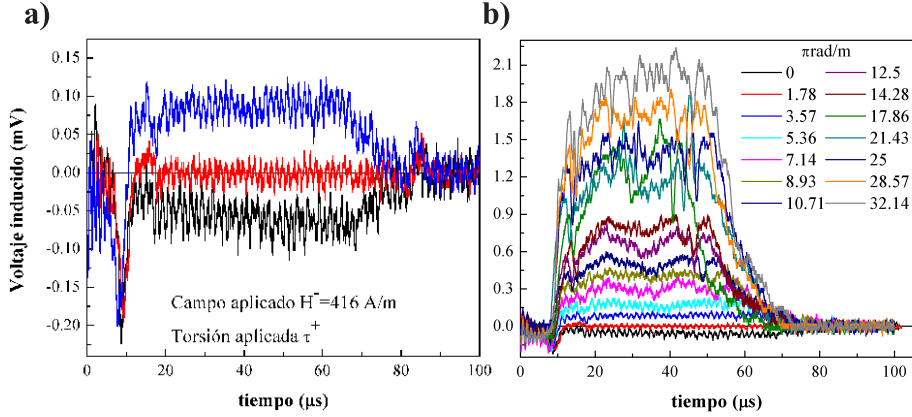 a)
0.15
0.10
0.05
0.00
-0.05
-0.10
-0.15
-0.20
Voltaje inducido (mV)
Campo aplicado H⁻=416 A/m
Torsión aplicada τ⁺
0 20 40 60 80 100
tiempo (μs)
b)
2.1
1.8
1.5
1.2
0.9
0.6
0.3
0.0
πrad/m
0 12.5
1.78 14.28
3.57 17.86
5.36 21.43
7.14 25
8.93 28.57
10.71 32.14
0 20 40 60 80 100
tiempo (μs)